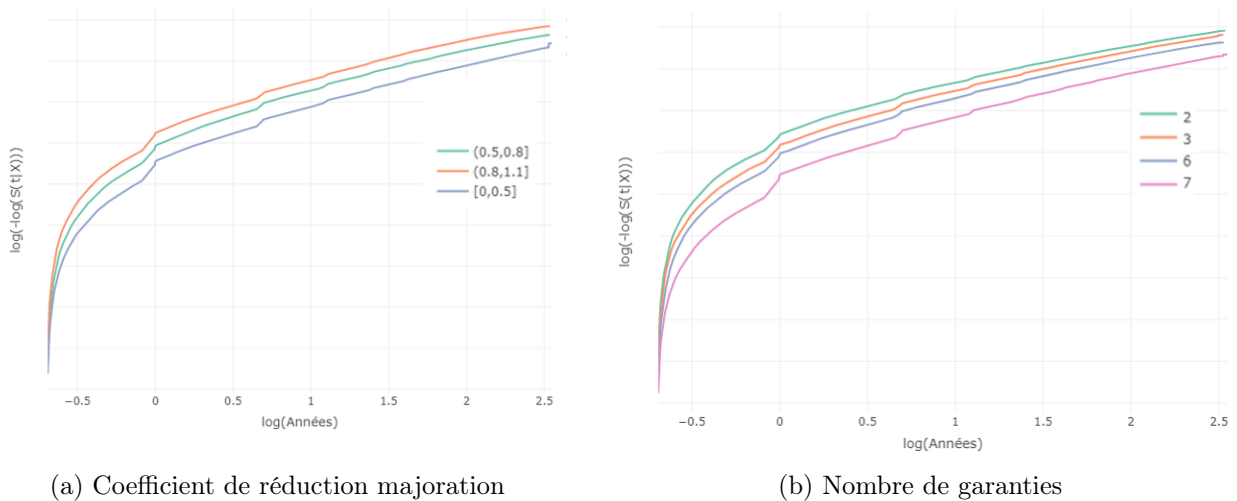 log(-log(S(t|X)))
(0.5,0.8]
(0.8,1.1]
[0,0.5]
−0.5 0 0.5 1 1.5 2 2.5
log(Années)
(a) Coefficient de réduction majoration
log(-log(S(t|X)))
2
3
6
7
−0.5 0 0.5 1 1.5 2 2.5
log(Années)
(b) Nombre de garanties